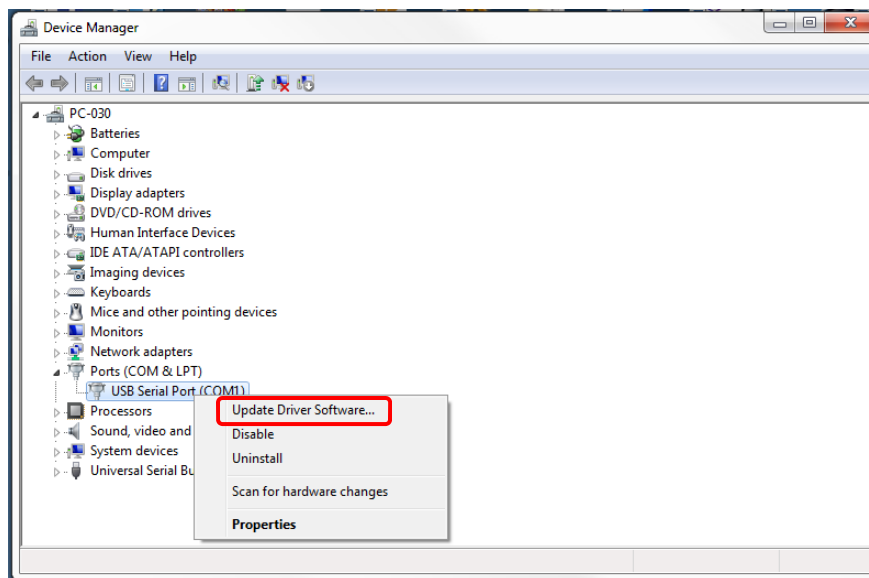 Device Manager
File Action View Help
PC-030
Batteries
Computer
Disk drives
Display adapters
DVD/CD-ROM drives
Human Interface Devices
IDE ATA/ATAPI controllers
Imaging devices
Keyboards
Mice and other pointing devices
Monitors
Network adapters
Ports (COM & LPT)
USB Serial Port (COM1)
Processors
Sound, video and
System devices
Universal Serial Bu
Update Driver Software...
Disable
Uninstall
Scan for hardware changes
Properties